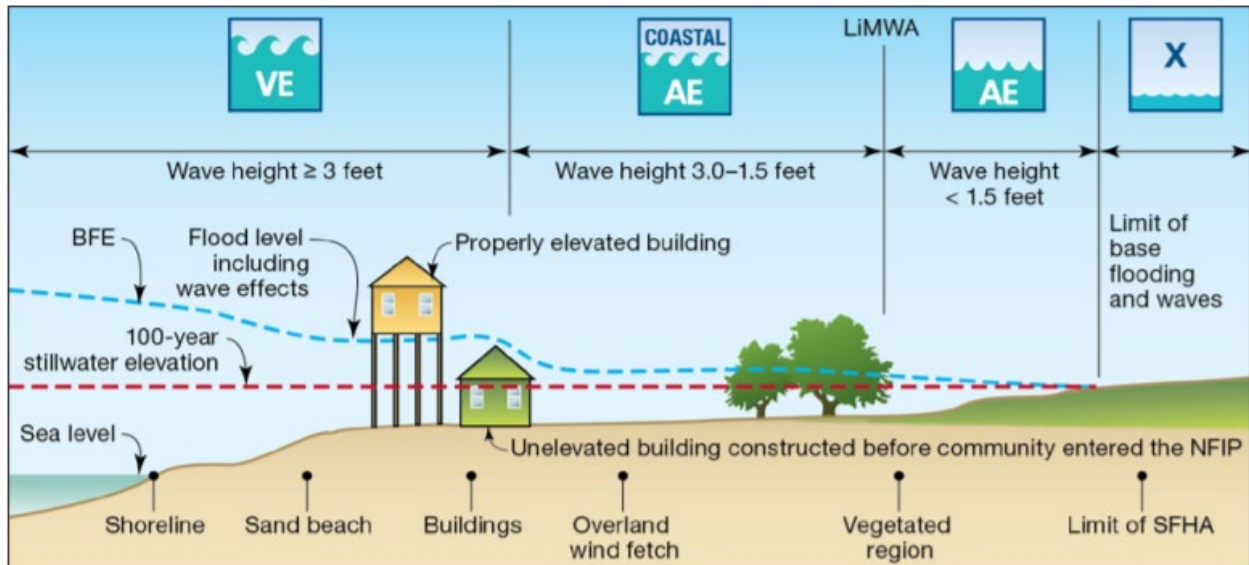 VE
COASTAL
AE
LiMWA
AE
X
Wave height ≥ 3 feet
Wave height 3.0–1.5 feet
Wave height
< 1.5 feet
BFE
Flood level
including
wave effects
Properly elevated building
Limit of
base
flooding
and waves
100-year
stillwater elevation
Sea level
Unelevated building constructed before community entered the NFIP
Shoreline
Sand beach
Buildings
Overland
wind fetch
Vegetated
region
Limit of SFHA